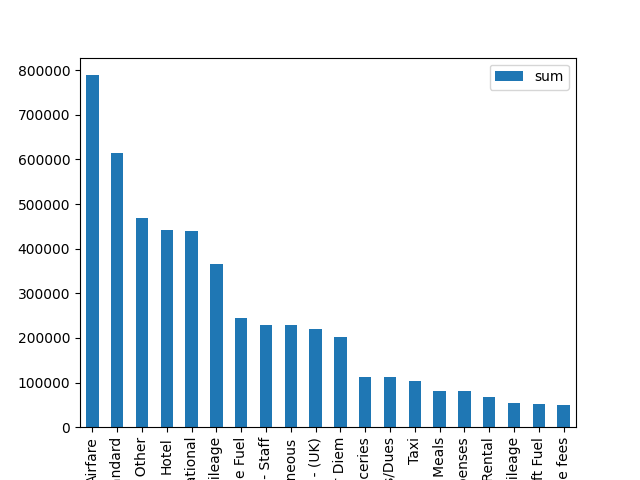 sum
800000
700000
600000
500000
400000
300000
200000
100000
0
Airfare
ndard
Other
Hotel
ational
ileage
e Fuel
- Staff
neous
- (UK)
r Diem
ceries
s/Dues
Taxi
Meals
enses
Rental
ileage
ft Fuel
e fees